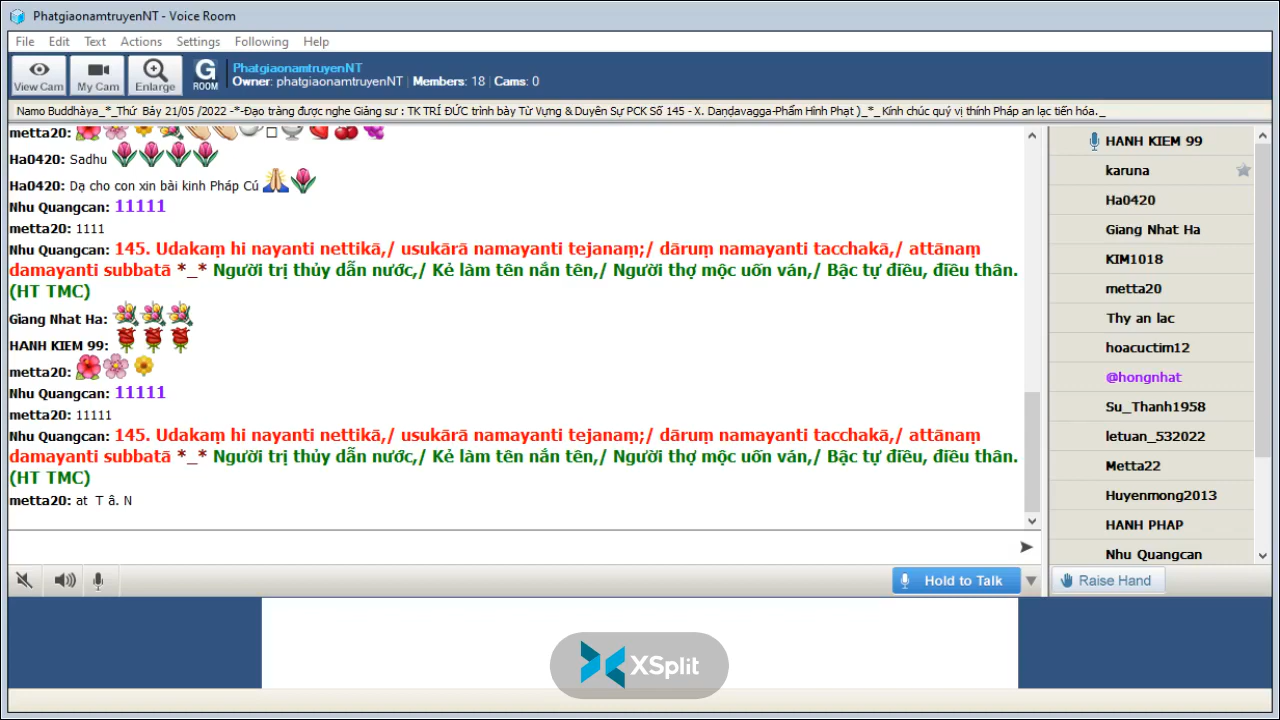 PhatgiaonamtruyenNT - Voice Room
File Edit Text Actions Settings Following Help
View Cam
My Cam
Enlarge
G
ROOM
PhatgiaonamtruyenNT
Owner: phatgiaonamtruyenNT | Members: 18 | Cams: 0
Namo Buddhàya_*_Thứ Bảy 21/05 /2022 -*-Đạo tràng được nghe Giảng sư : TK TRÍ ĐỨC trình bày Từ Vựng & Duyên Sự PCK Số 145 - X. Daṇḍavagga-Phẩm Hình Phạt )_*_ Kính chúc quý vị thính Pháp an lạc tiến hóa._
metta20:
Ha0420: Sadhu
Ha0420: Dạ cho con xin bài kinh Pháp Cú
Nhu Quangcan: 11111
metta20: 1111
Nhu Quangcan: 145. Udakaṃ hi nayanti nettikā,/ usukārā namayanti tejanaṃ;/ dāruṃ namayanti tacchakā,/ attānaṃ
damayanti subbatā *_* Người trị thủy dẫn nước,/ Kẻ làm tên nắn tên,/ Người thợ mộc uốn ván,/ Bậc tự điều, điều thân.
(HT TMC)
Giang Nhat Ha:
HANH KIEM 99:
metta20:
Nhu Quangcan: 11111
metta20: 11111
Nhu Quangcan: 145. Udakaṃ hi nayanti nettikā,/ usukārā namayanti tejanaṃ;/ dāruṃ namayanti tacchakā,/ attānaṃ
damayanti subbatā *_* Người trị thủy dẫn nước,/ Kẻ làm tên nắn tên,/ Người thợ mộc uốn ván,/ Bậc tự điều, điều thân.
(HT TMC)
metta20: at T â. N
HANH KIEM 99
karuna
Ha0420
Giang Nhat Ha
KIM1018
metta20
Thy an lac
hoacuctim12
@hongnhat
Su_Thanh1958
letuan_532022
Metta22
Huyenmong2013
HANH PHAP
Nhu Quangcan
Hold to Talk
Raise Hand
XSplit